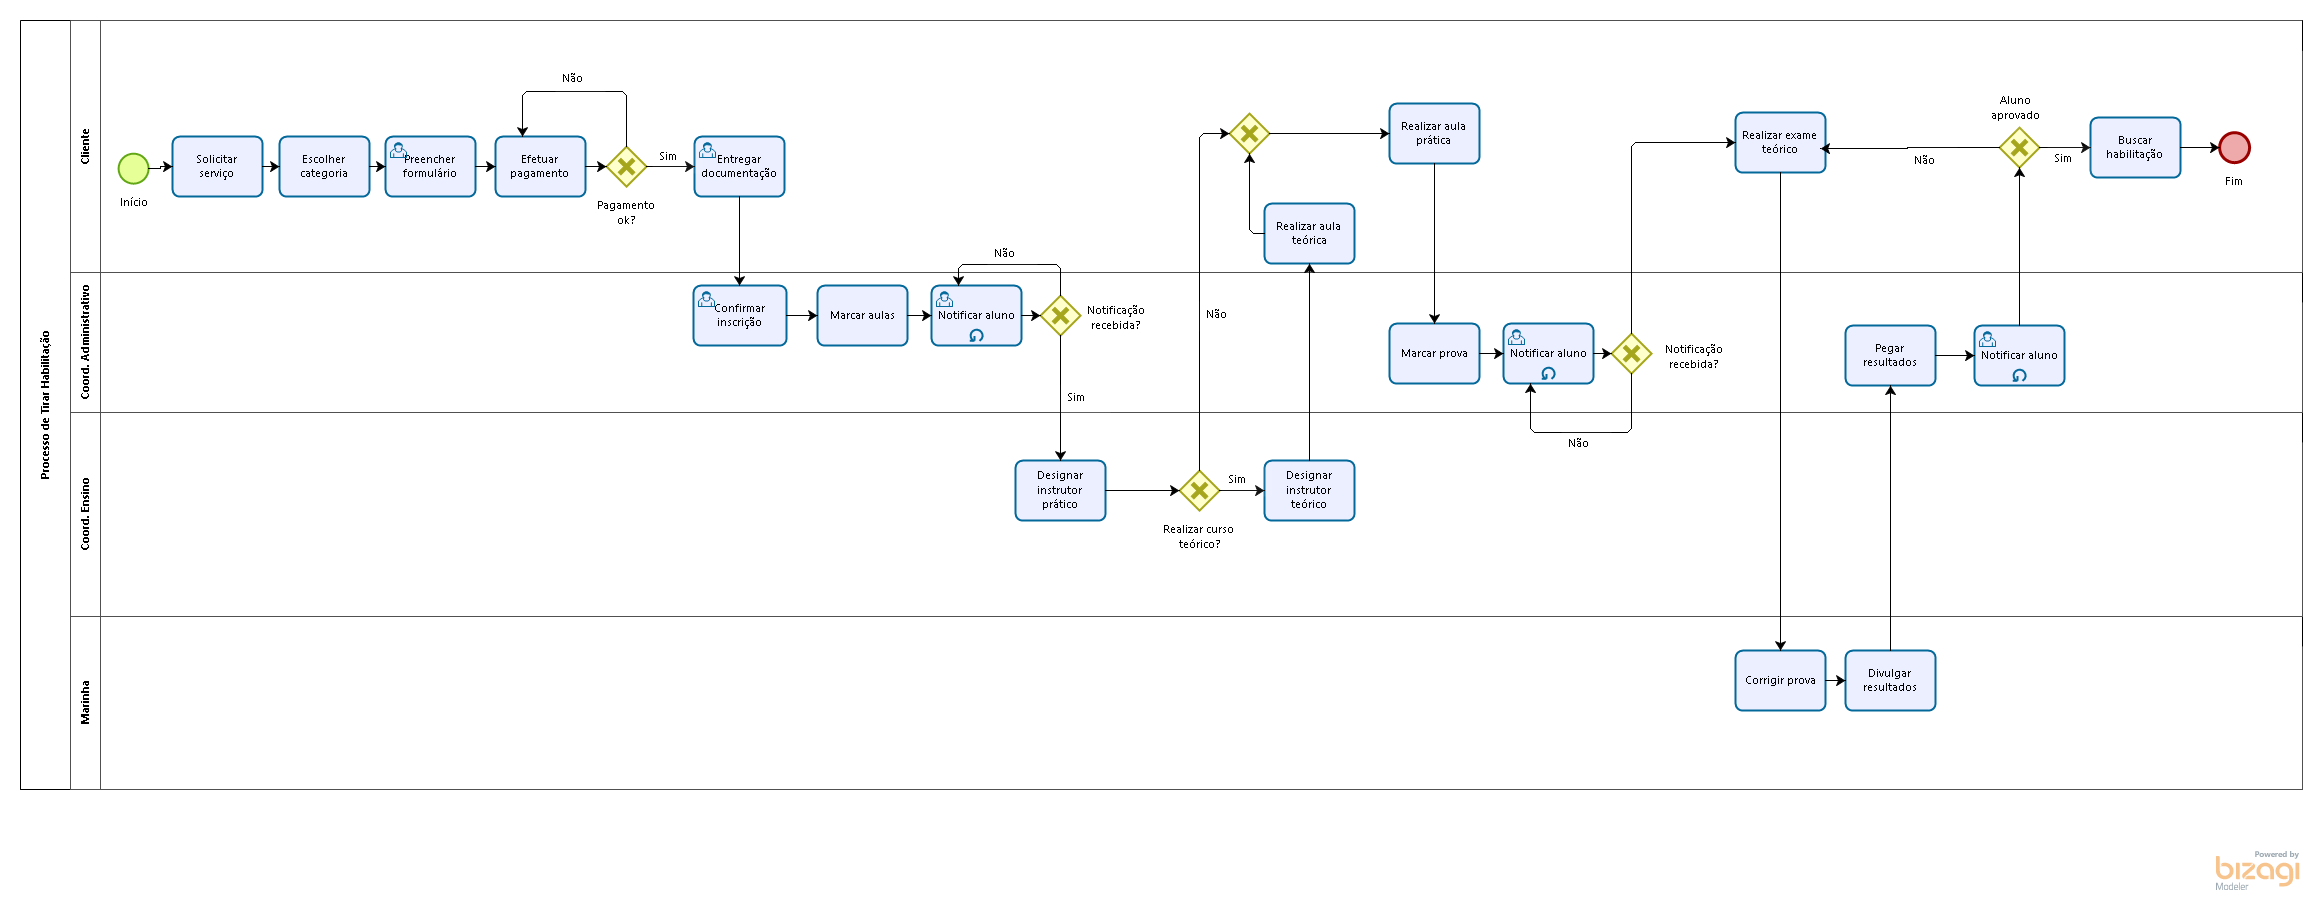 Processo de Tirar Habilitação
Cliente
Início
Solicitar
serviço
Escolher
categoria
Preencher
formulário
Efetuar
pagamento
Não
Pagamento
ok?
Sim
Entregar
documentação
Realizar aula
teórica
Realizar aula
prática
Realizar exame
teórico
Não
Aluno
aprovado
Sim
Buscar
habilitação
Fim
Coord. Administrativo
Confirmar
inscrição
Marcar aulas
Notificar aluno
Não
Notificação
recebida?
Sim
Não
Marcar prova
Notificar aluno
Notificação
recebida?
Não
Pegar
resultados
Notificar aluno
Coord. Ensino
Designar
instrutor
prático
Realizar curso
teórico?
Sim
Designar
instrutor
teórico
Marinha
Corrigir prova
Divulgar
resultados
Powered by
bizagi
Modeler